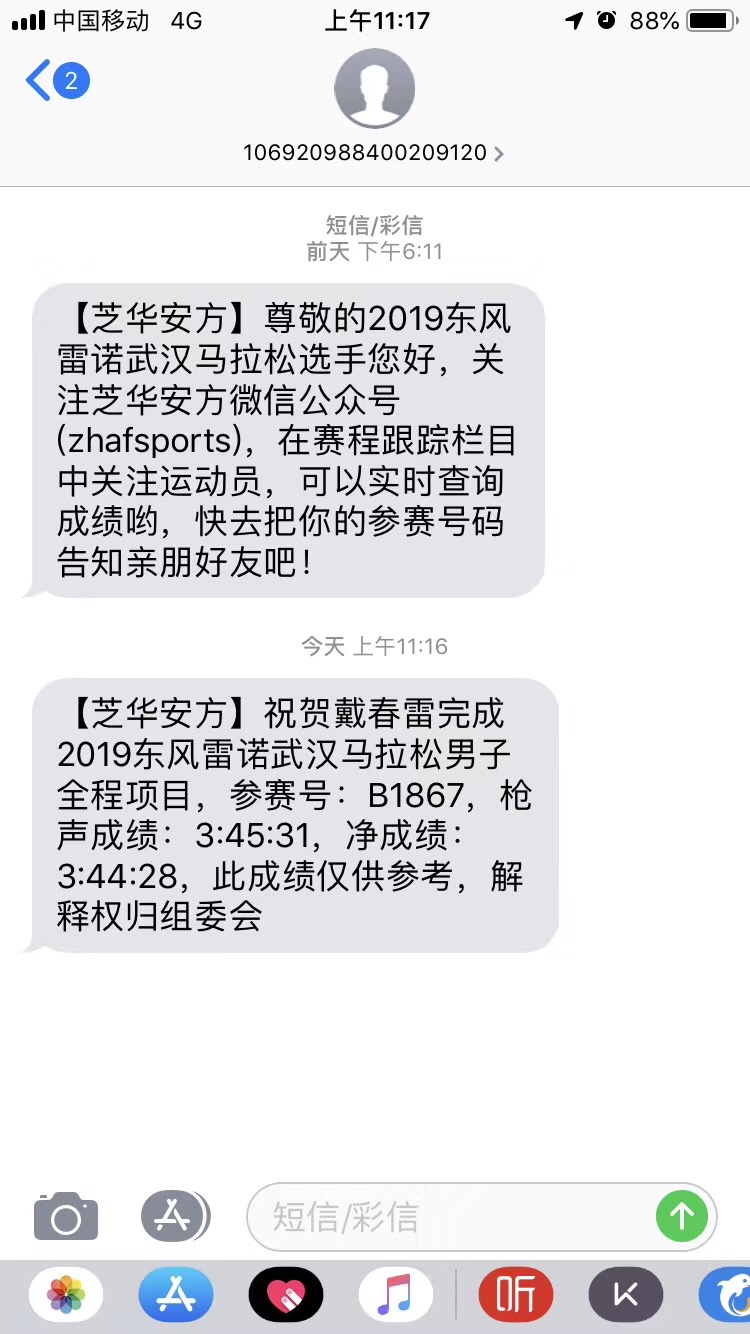 中国移动 4G 上午11:17 88%
2
106920988400209120
短信/彩信
前天 下午6:11
【芝华安方】尊敬的2019东风
雷诺武汉马拉松选手您好，关
注芝华安方微信公众号
(zhafsports)，在赛程跟踪栏目
中关注运动员，可以实时查询
成绩哟，快去把你的参赛号码
告知亲朋好友吧！
今天 上午11:16
【芝华安方】祝贺戴春雷完成
2019东风雷诺武汉马拉松男子
全程项目，参赛号：B1867，枪
声成绩：3:45:31，净成绩：
3:44:28，此成绩仅供参考，解
释权归组委会
短信/彩信
听 K